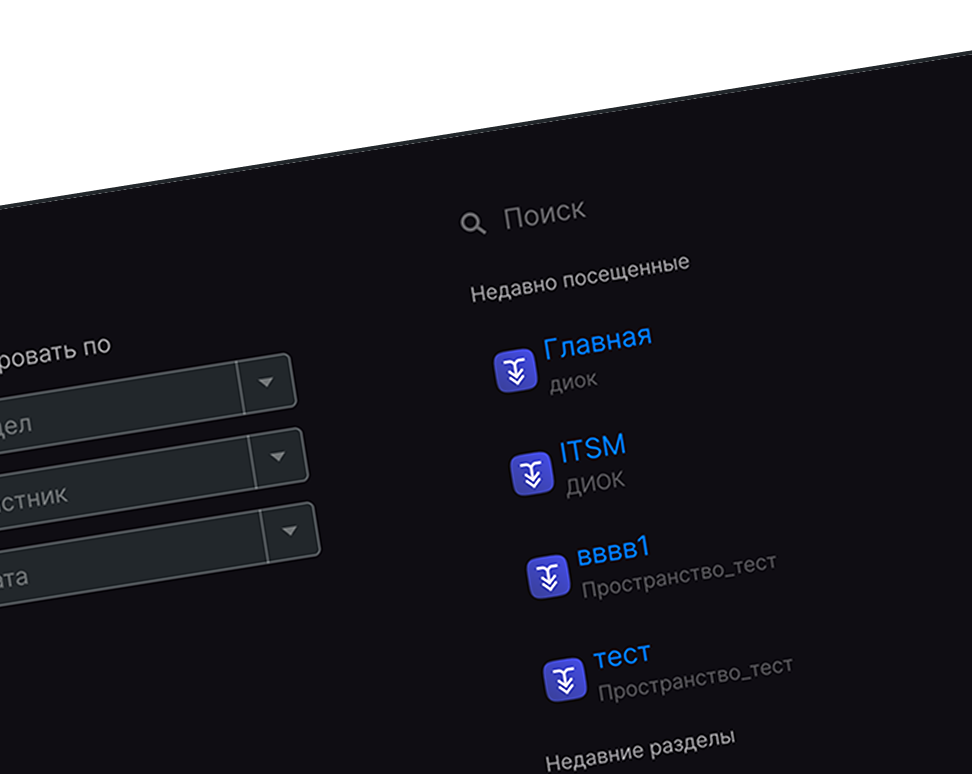 ровать по
дел
стник
ата
Поиск
Недавно посещенные
Главная
диок
ITSM
ДИОК
вввв1
Пространство_тест
тест
Пространство_тест
Недавние разделы